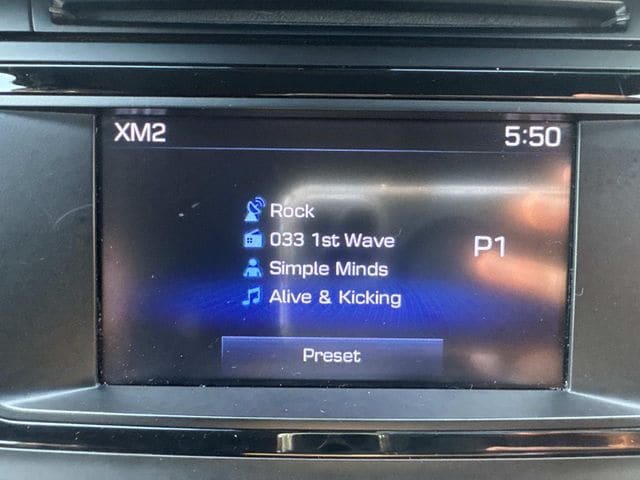 XM2 5:50
Rock
033 1st Wave
P1
Simple Minds
Alive & Kicking
Preset